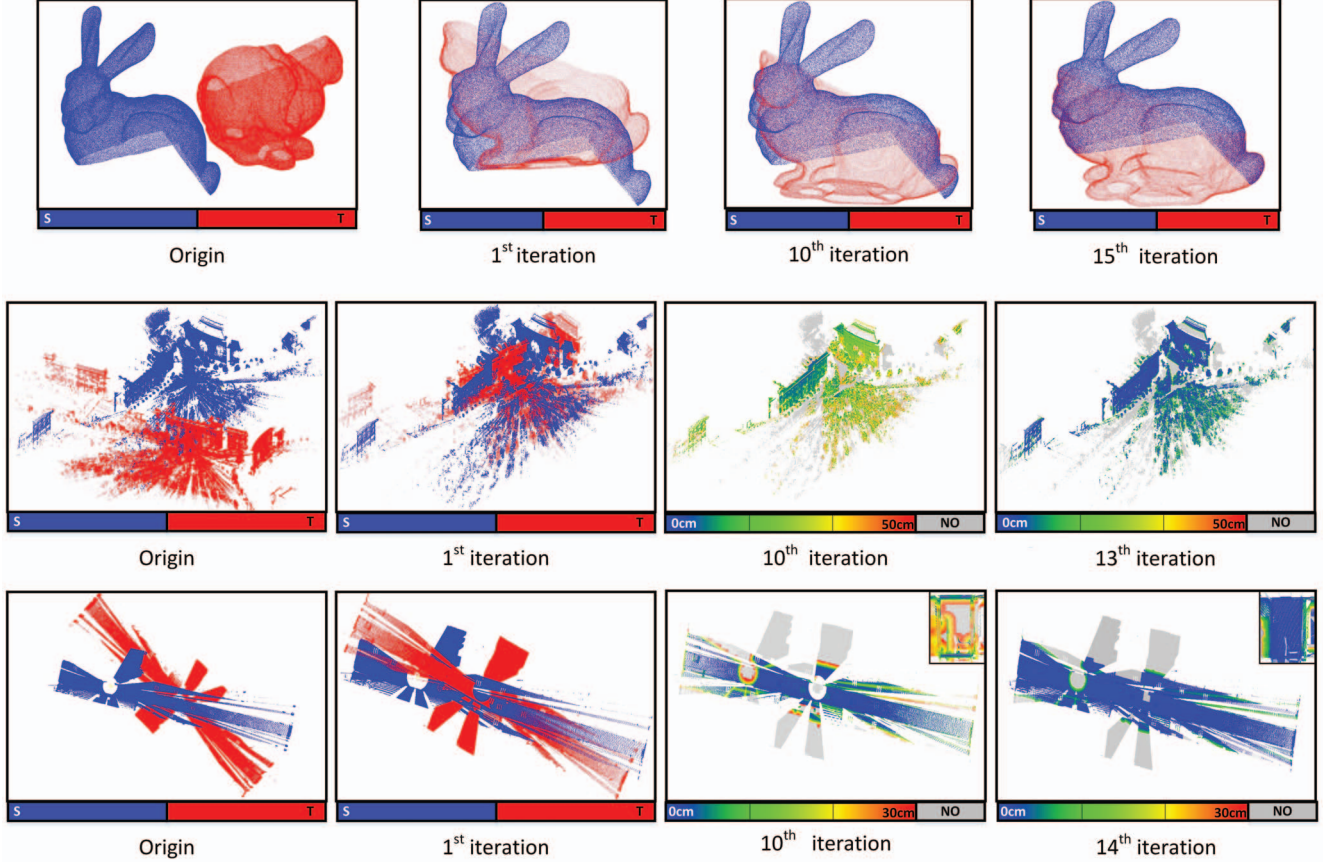 S T S T S T S T
Origin 1st iteration 10th iteration 15th iteration
S T S T 0cm 50cm NO 0cm 50cm NO
Origin 1st iteration 10th iteration 13th iteration
S T S T 0cm 30cm NO 0cm 30cm NO
Origin 1st iteration 10th iteration 14th iteration